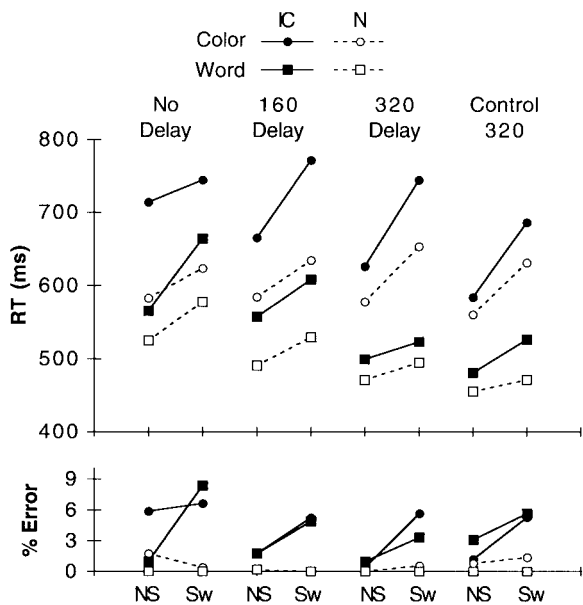 IC N
Color
Word
No Delay 160 Delay 320 Delay Control 320
800
700
600
500
400
RT (ms)
9
6
3
0
% Error
NS Sw NS Sw NS Sw NS Sw